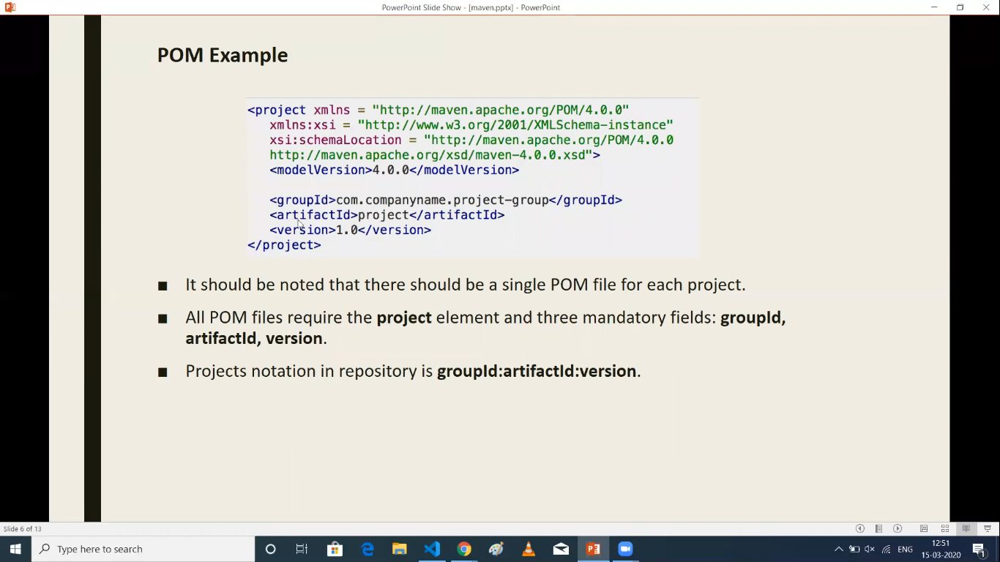 PowerPoint Slide Show - [maven.pptx] - PowerPoint
POM Example
<project xmlns = "http://maven.apache.org/POM/4.0.0"
xmlns:xsi = "http://www.w3.org/2001/XMLSchema-instance"
xsi:schemaLocation = "http://maven.apache.org/POM/4.0.0
http://maven.apache.org/xsd/maven-4.0.0.xsd">
<modelVersion>4.0.0</modelVersion>
<groupId>com.companyname.project-group</groupId>
<artifactId>project</artifactId>
<version>1.0</version>
</project>
■ It should be noted that there should be a single POM file for each project.
■ All POM files require the project element and three mandatory fields: groupId,
artifactId, version.
■ Projects notation in repository is groupId:artifactId:version.
Slide 6 of 13
Type here to search
ENG
12:51
15-03-2020
1